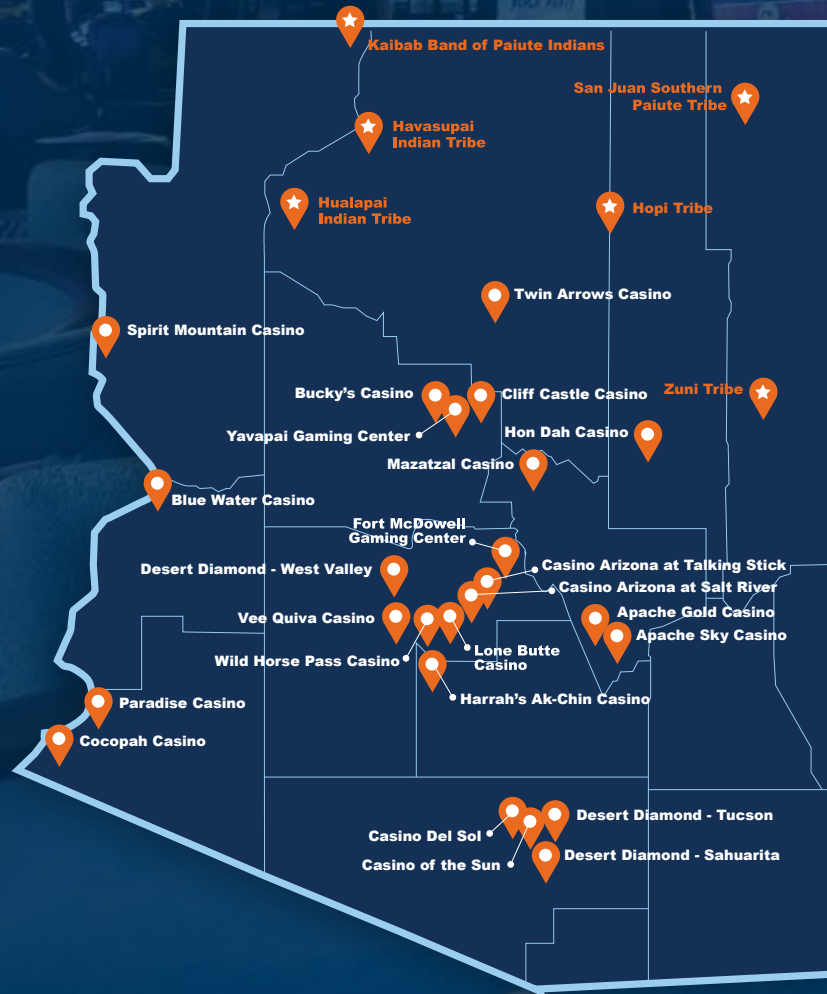 Kaibab Band of Paiute Indians
San Juan Southern
Paiute Tribe
Havasupai
Indian Tribe
Hualapai
Indian Tribe
Hopi Tribe
Twin Arrows Casino
Spirit Mountain Casino
Bucky's Casino
Cliff Castle Casino
Zuni Tribe
Yavapai Gaming Center
Hon Dah Casino
Mazatzal Casino
Blue Water Casino
Fort McDowell
Gaming Center
Desert Diamond - West Valley
Casino Arizona at Talking Stick
Casino Arizona at Salt River
Vee Quiva Casino
Apache Gold Casino
Apache Sky Casino
Wild Horse Pass Casino
Lone Butte
Casino
Harrah's Ak-Chin Casino
Paradise Casino
Cocopah Casino
Desert Diamond - Tucson
Casino Del Sol
Casino of the Sun
Desert Diamond - Sahuarita